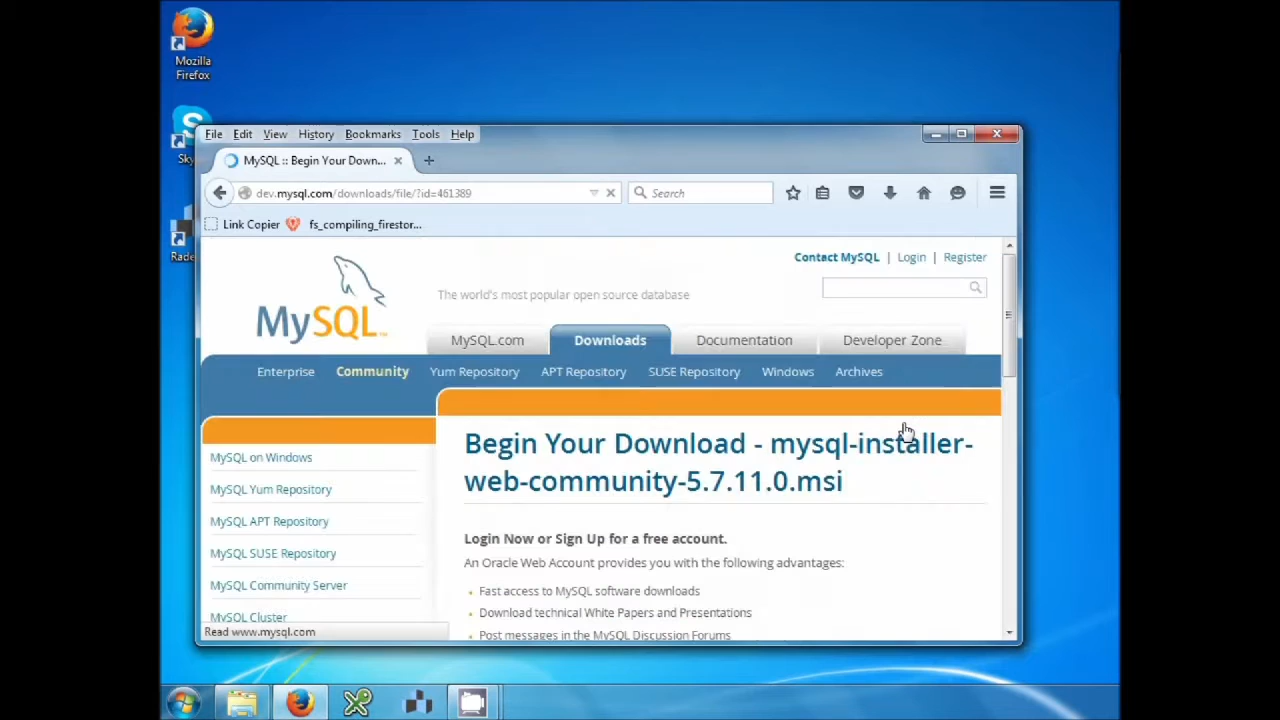 Mozilla
Firefox
File Edit View History Bookmarks Tools Help
MySQL :: Begin Your Down...
dev.mysql.com/downloads/file/?id=461389
Search
Link Copier
fs_compiling_firestor...
Contact MySQL | Login | Register
The world's most popular open source database
MySQL
MySQL.com Downloads Documentation Developer Zone
Enterprise Community Yum Repository APT Repository SUSE Repository Windows Archives
Begin Your Download - mysql-installer-
web-community-5.7.11.0.msi
MySQL on Windows
MySQL Yum Repository
MySQL APT Repository
MySQL SUSE Repository
MySQL Community Server
MySQL Cluster
Login Now or Sign Up for a free account.
An Oracle Web Account provides you with the following advantages:
Fast access to MySQL software downloads
Download technical White Papers and Presentations
Post messages in the MySQL Discussion Forums
Read www.mysql.com